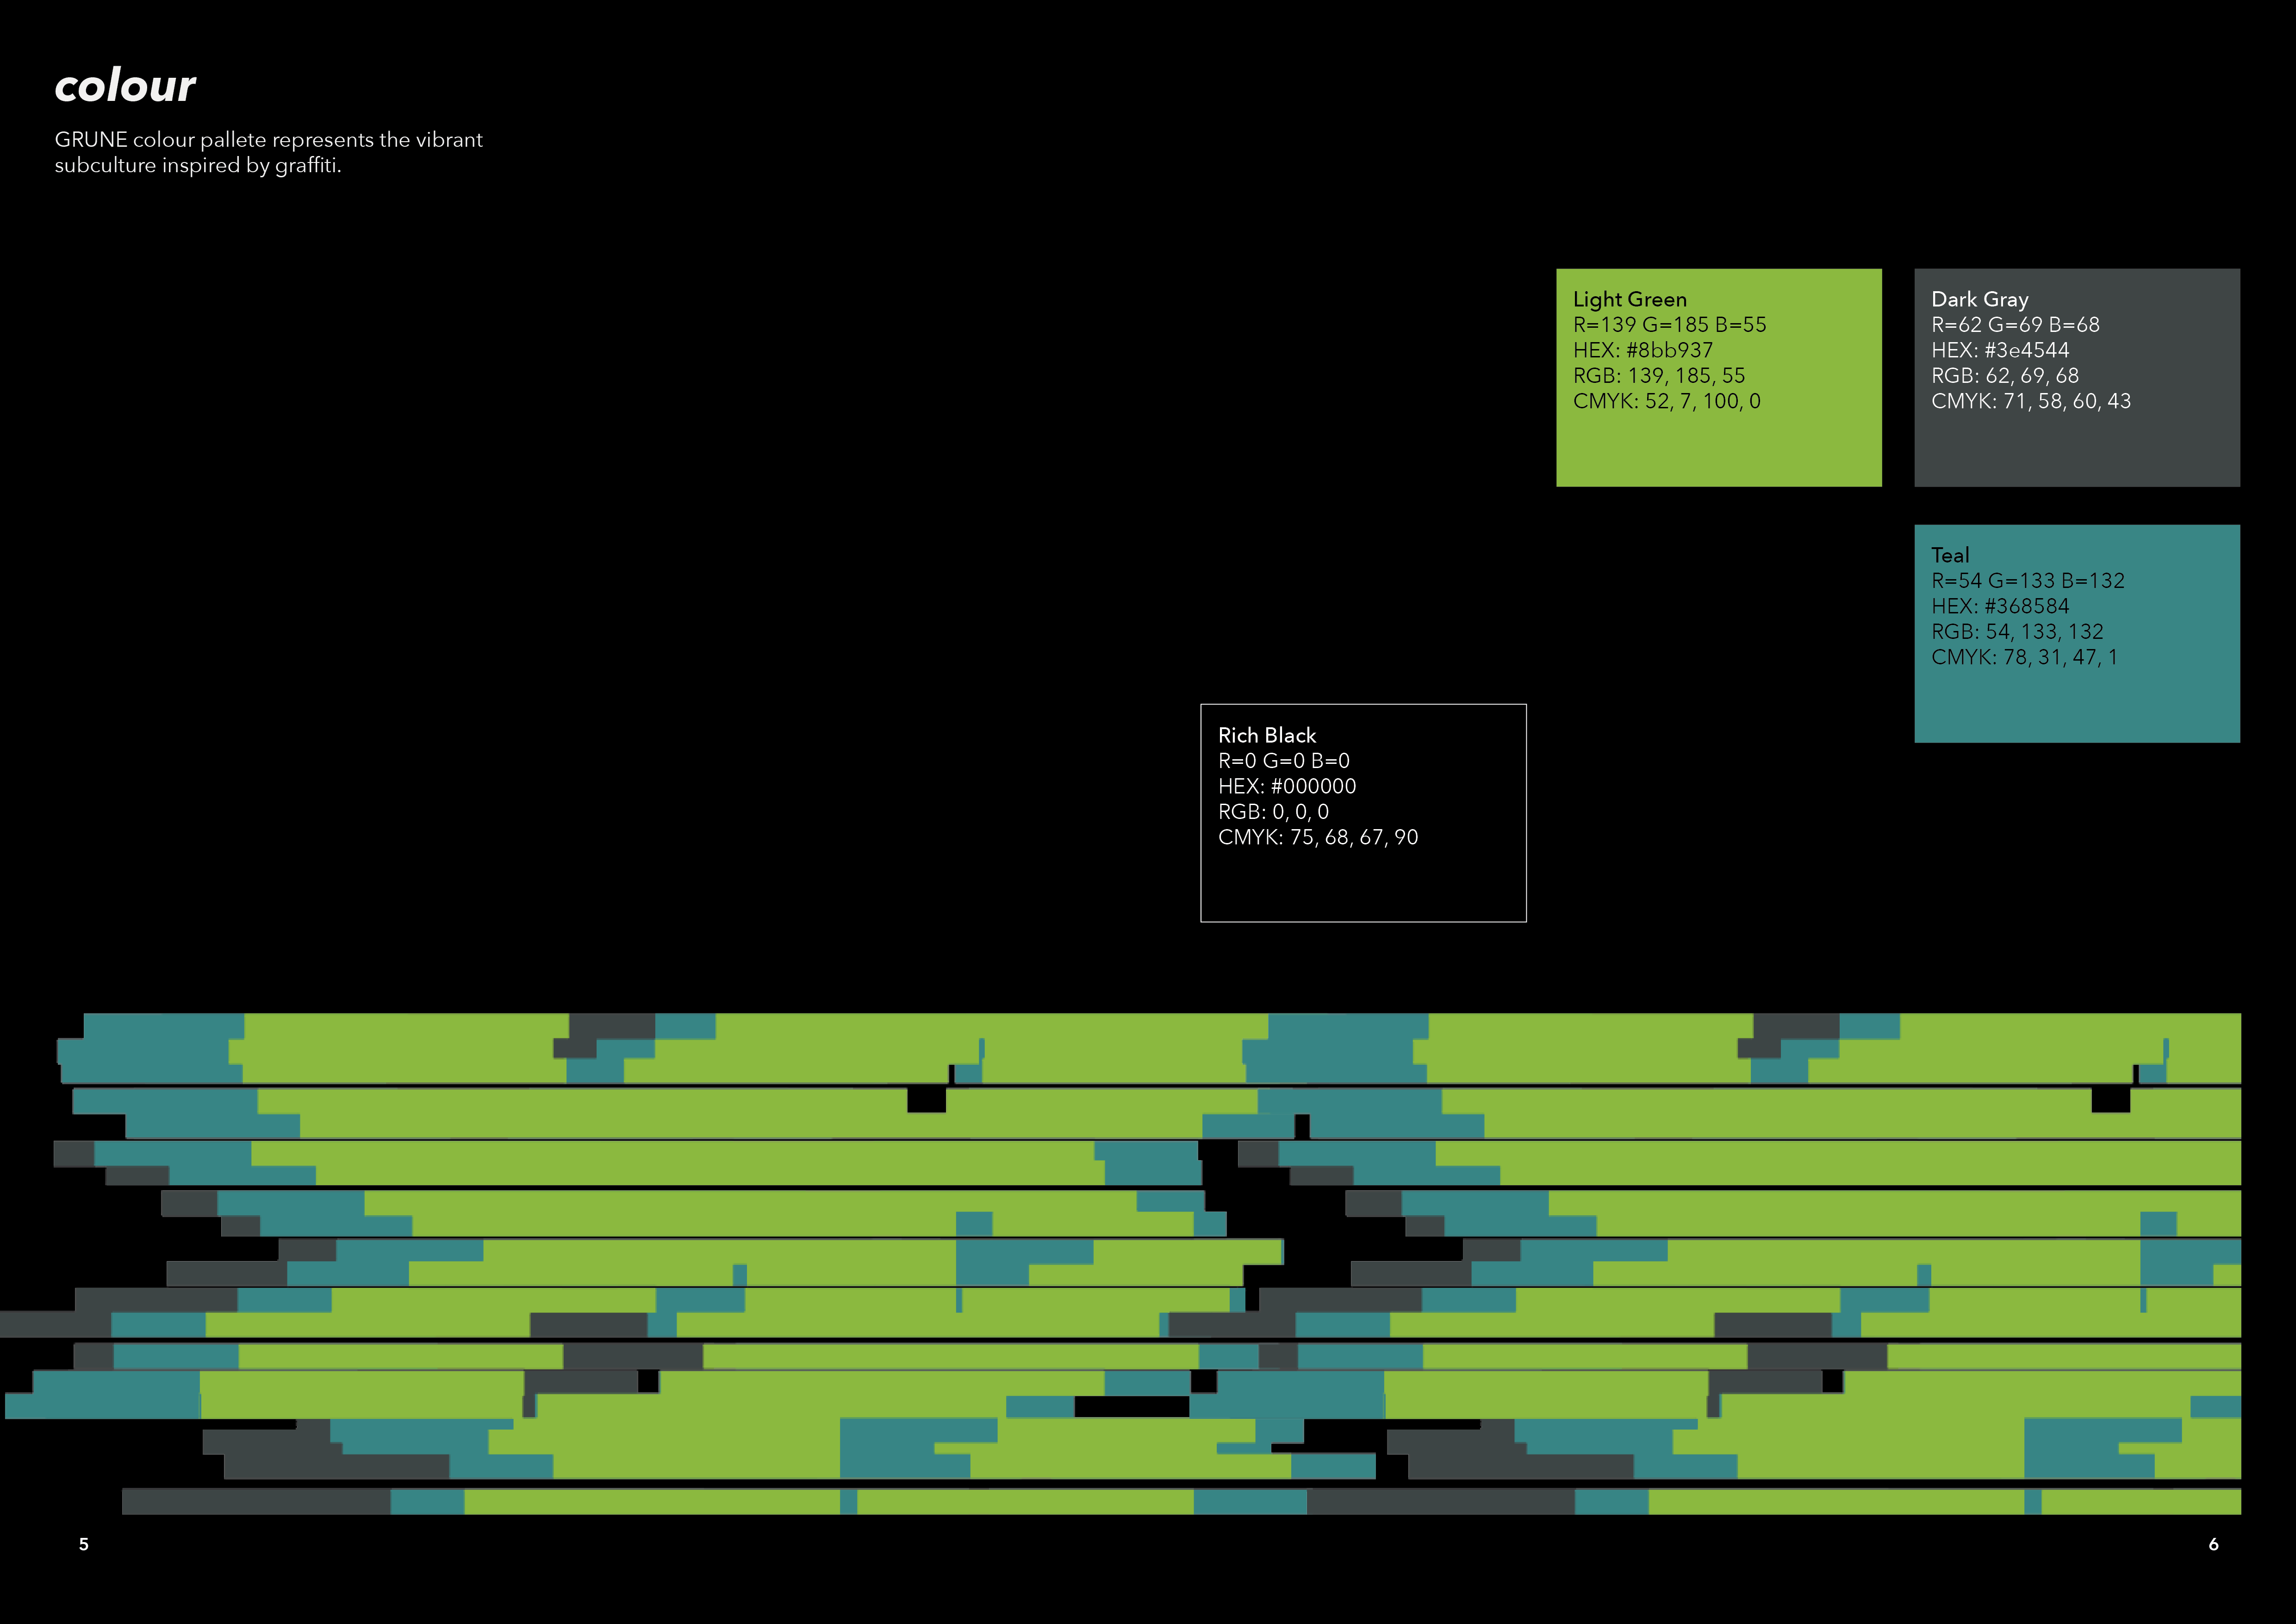 colour
GRUNE colour pallete represents the vibrant
subculture inspired by graffiti.
Light Green
R=139 G=185 B=55
HEX: #8bb937
RGB: 139, 185, 55
CMYK: 52, 7, 100, 0
Dark Gray
R=62 G=69 B=68
HEX: #3e4544
RGB: 62, 69, 68
CMYK: 71, 58, 60, 43
Teal
R=54 G=133 B=132
HEX: #368584
RGB: 54, 133, 132
CMYK: 78, 31, 47, 1
Rich Black
R=0 G=0 B=0
HEX: #000000
RGB: 0, 0, 0
CMYK: 75, 68, 67, 90
5
6